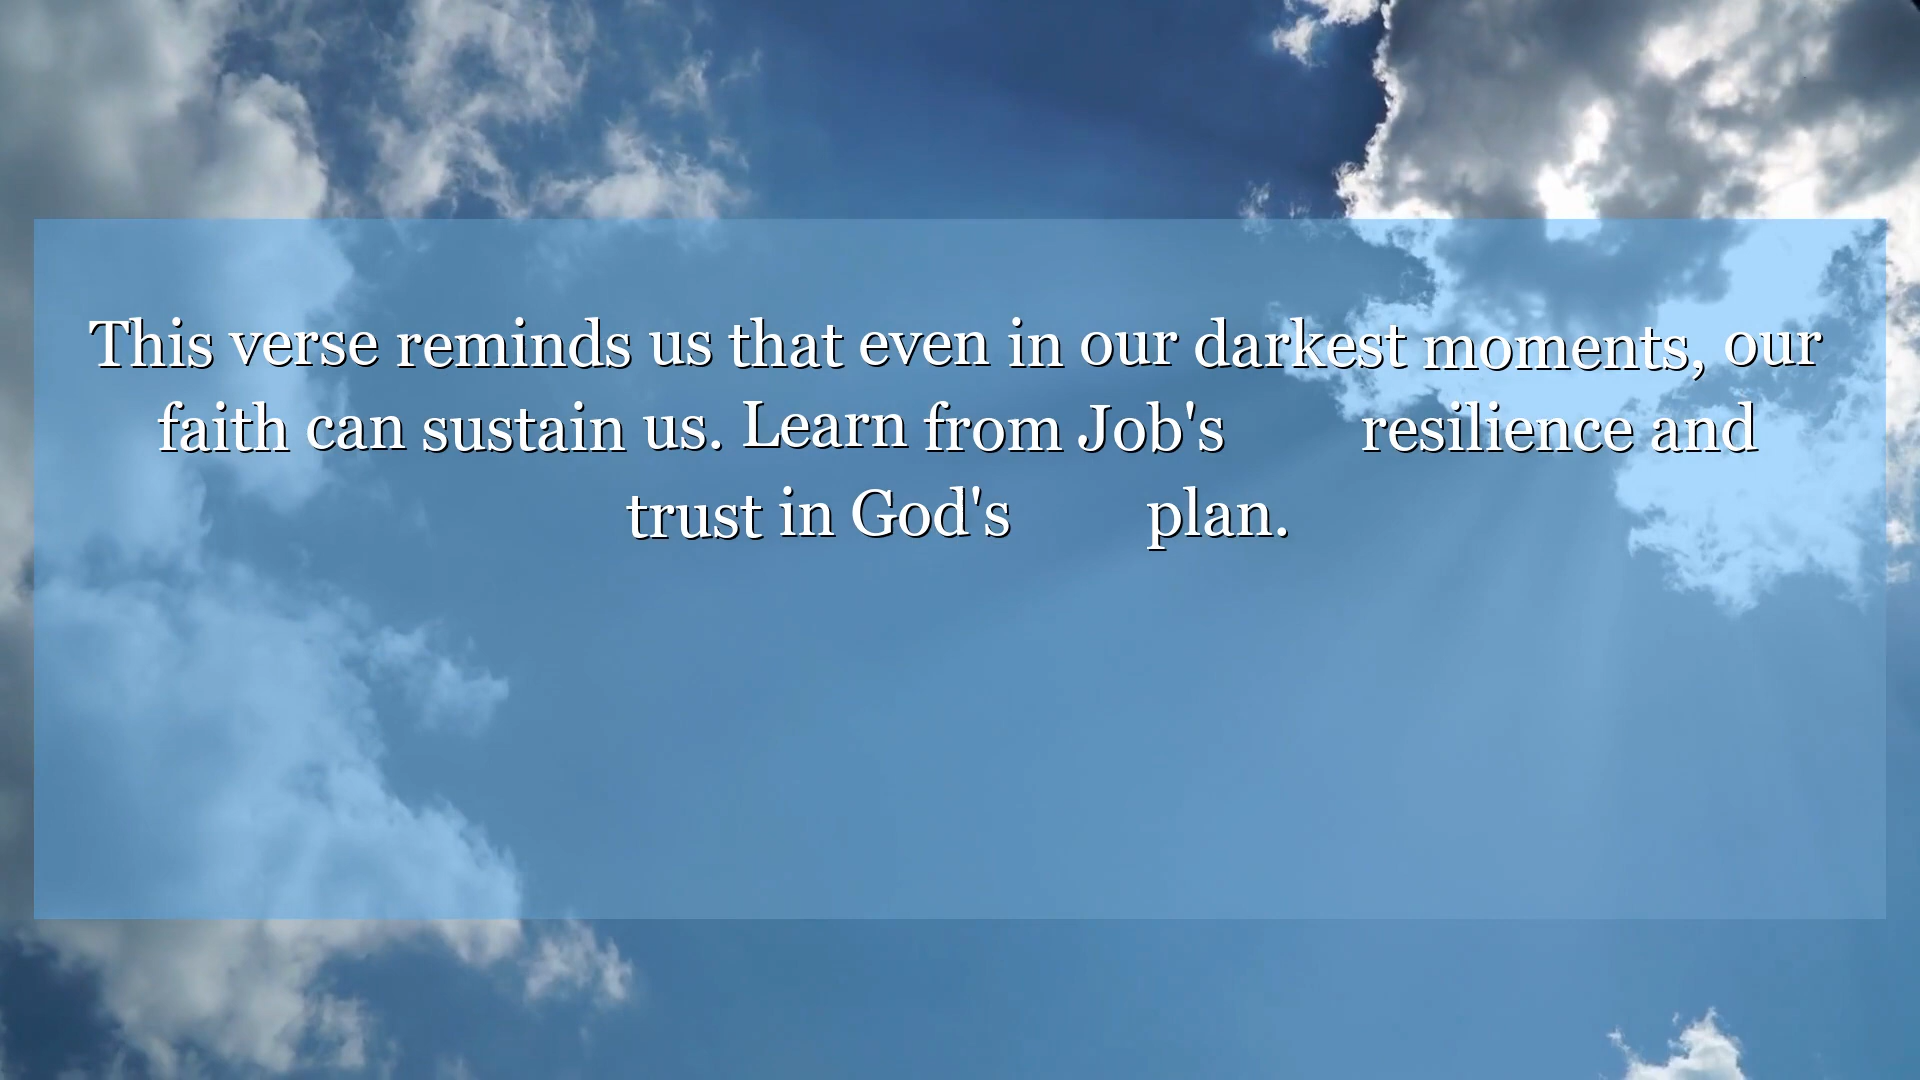 This verse reminds us that even in our darkest moments, our
faith can sustain us. Learn from Job's resilience and
trust in God's plan.